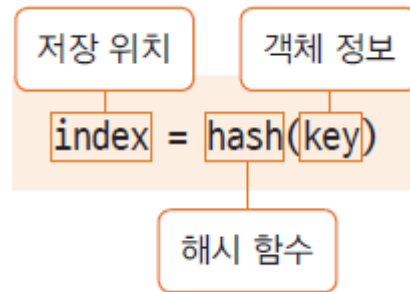 저장 위치 객체 정보
index = hash(key)
해시 함수